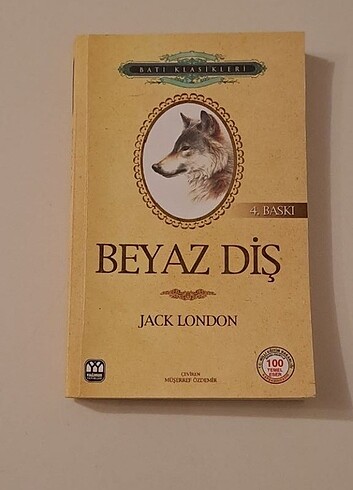 BATI KLASİKLERİ
4. BASKI
BEYAZ DİŞ
JACK LONDON
ÇEVİREN
MÜŞERREF ÖZDEMİR
100
TEMEL
ESER